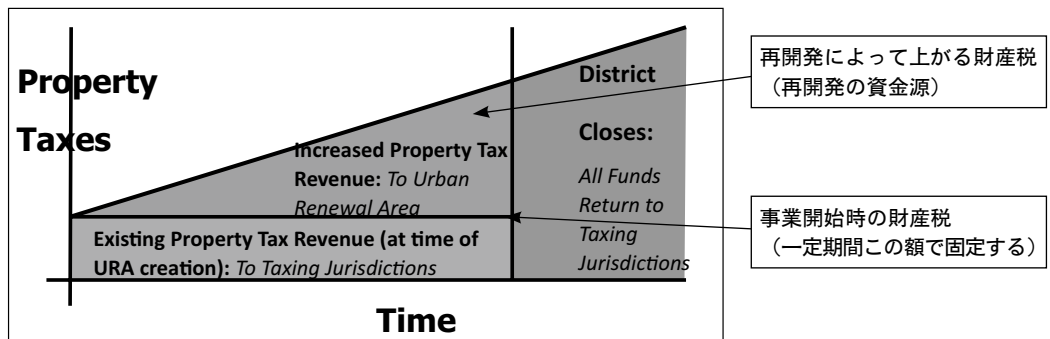 Property
Taxes
District
Closes:
All Funds
Return to
Taxing
Jurisdictions
Increased Property Tax
Revenue: To Urban
Renewal Area
Existing Property Tax Revenue (at time of
URA creation): To Taxing Jurisdictions
Time
再開発によって上がる財産税
（再開発の資金源）
事業開始時の財産税
（一定期間この額で固定する）